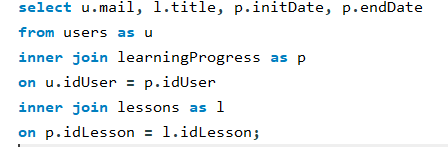 select u.mail, l.title, p.initDate, p.endDate
from users as u
inner join learningProgress as p
on u.idUser = p.idUser
inner join lessons as l
on p.idLesson = l.idLesson;